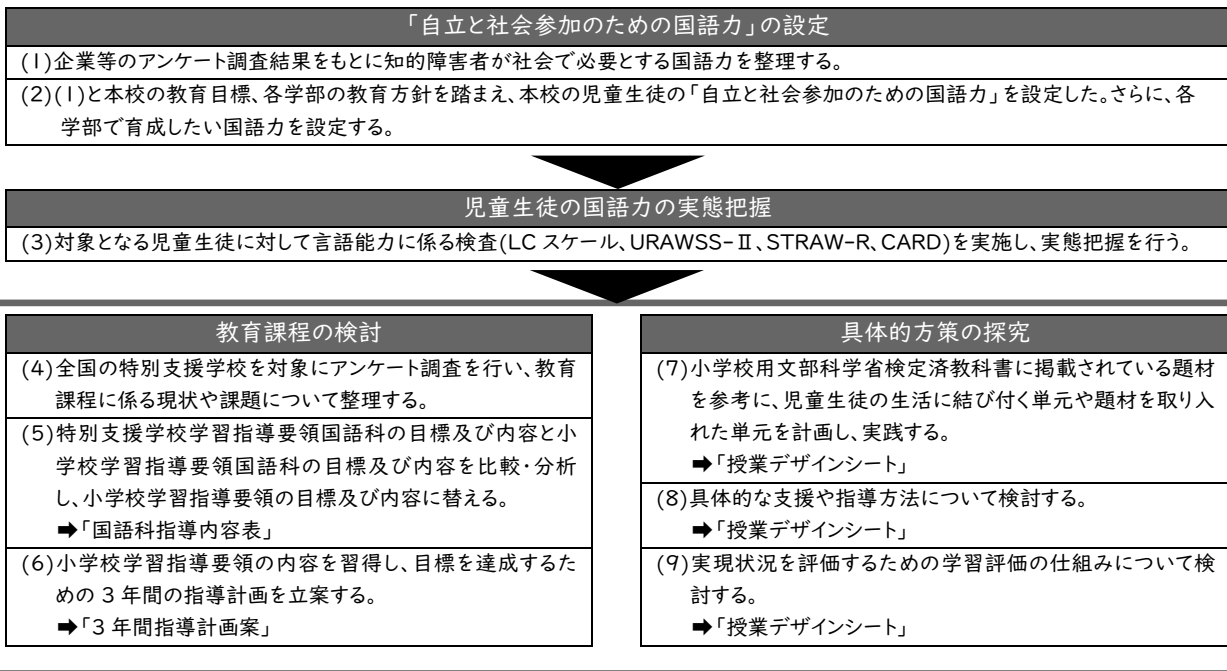 「自立と社会参加のための国語力」の設定
(1)企業等のアンケート調査結果をもとに知的障害者が社会で必要とする国語力を整理する。
(2)(1)と本校の教育目標、各学部の教育方針を踏まえ、本校の児童生徒の「自立と社会参加のための国語力」を設定した。さらに、各
学部で育成したい国語力を設定する。
児童生徒の国語力の実態把握
(3)対象となる児童生徒に対して言語能力に係る検査(LCスケール、URAWSS-Ⅱ、STRAW-R、CARD)を実施し、実態把握を行う。
教育課程の検討
(4)全国の特別支援学校を対象にアンケート調査を行い、教育
課程に係る現状や課題について整理する。
(5)特別支援学校学習指導要領国語科の目標及び内容と小
学校学習指導要領国語科の目標及び内容を比較・分析
し、小学校学習指導要領の目標及び内容に替える。
➡「国語科指導内容表」
(6)小学校学習指導要領の内容を習得し、目標を達成するた
めの3年間の指導計画を立案する。
➡「3年間指導計画案」
具体的方策の探究
(7)小学校用文部科学省検定済教科書に掲載されている題材
を参考に、児童生徒の生活に結び付く単元や題材を取り入
れた単元を計画し、実践する。
➡「授業デザインシート」
(8)具体的な支援や指導方法について検討する。
➡「授業デザインシート」
(9)実現状況を評価するための学習評価の仕組みについて検
討する。
➡「授業デザインシート」